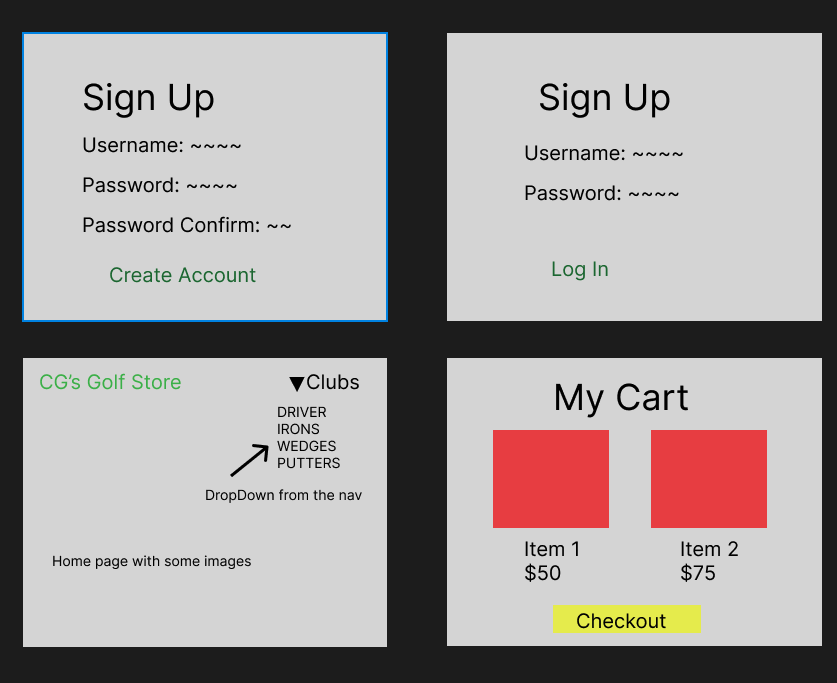 Sign Up
Username: ~~~~
Password: ~~~~
Password Confirm: ~~
Create Account
Sign Up
Username: ~~~~
Password: ~~~~
Log In
CG’s Golf Store
▼Clubs
DRIVER
IRONS
WEDGES
PUTTERS
DropDown from the nav
Home page with some images
My Cart
Item 1
$50
Item 2
$75
Checkout